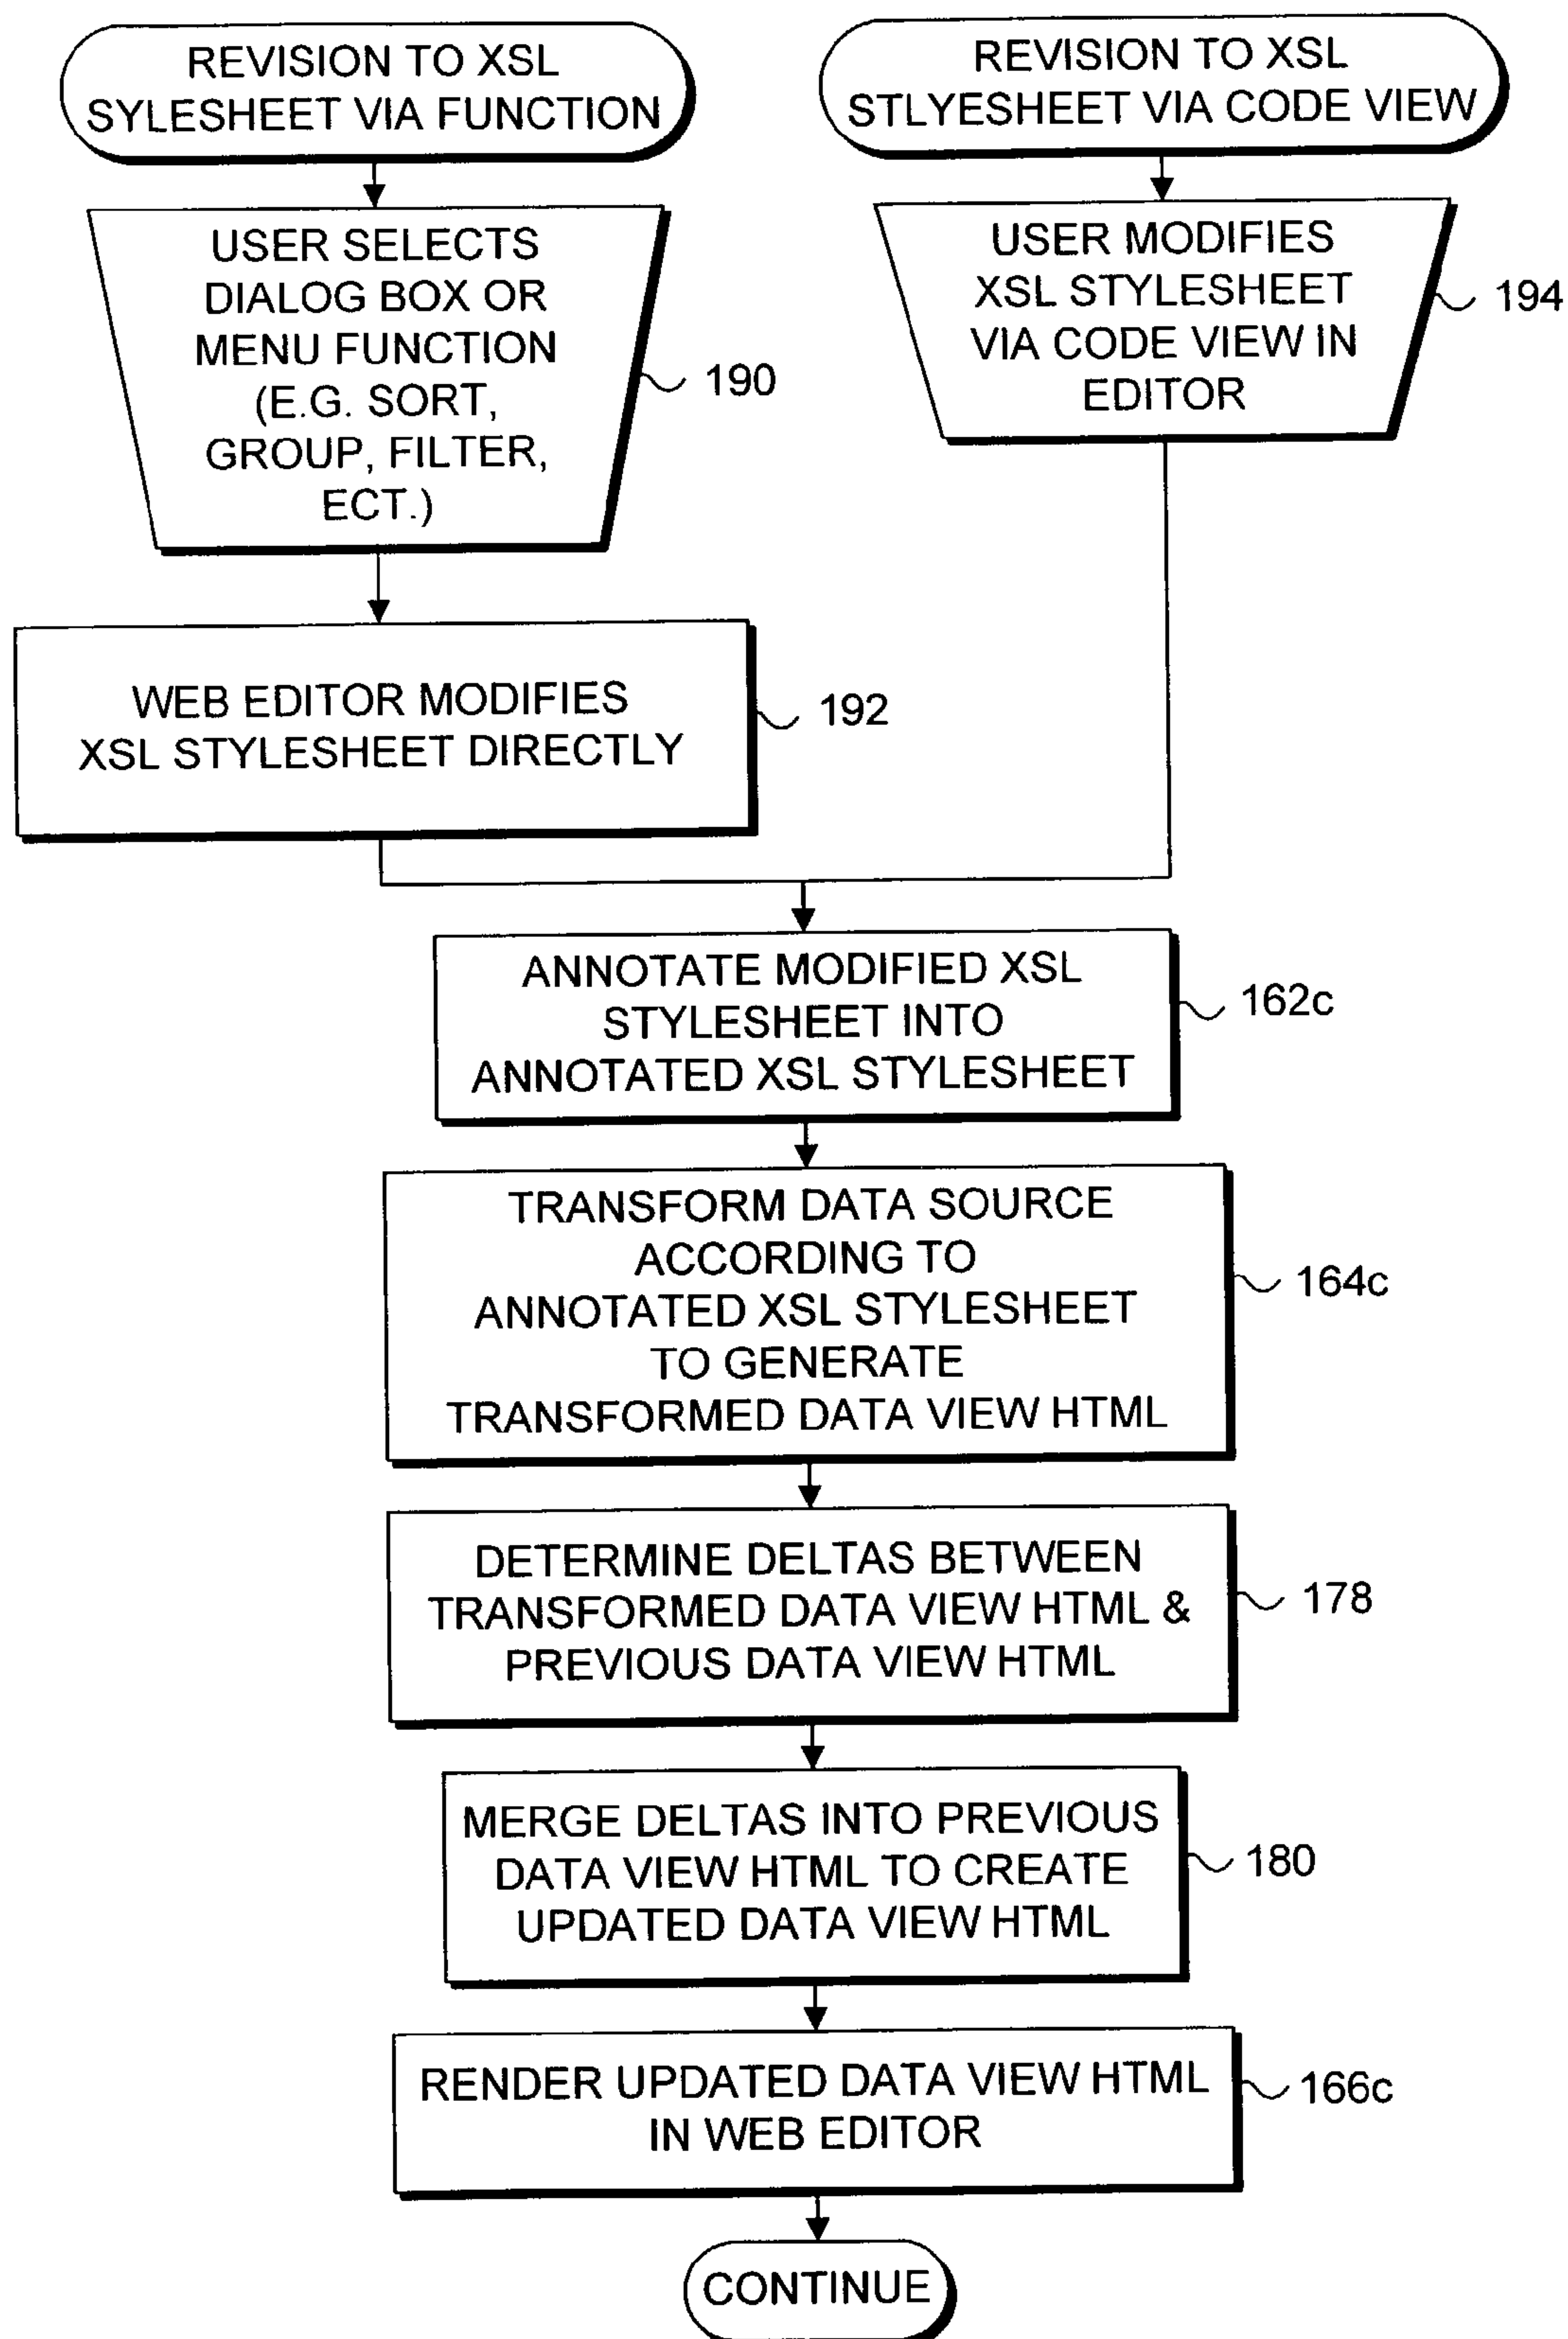 REVISION TO XSL
SYLESHEET VIA FUNCTION
REVISION TO XSL
STLYESHEET VIA CODE VIEW
USER SELECTS
DIALOG BOX OR
MENU FUNCTION
(E.G. SORT,
GROUP, FILTER,
ECT.)
190
USER MODIFIES
XSL STYLESHEET
VIA CODE VIEW IN
EDITOR
194
WEB EDITOR MODIFIES
XSL STYLESHEET DIRECTLY
192
ANNOTATE MODIFIED XSL
STYLESHEET INTO
ANNOTATED XSL STYLESHEET
162c
TRANSFORM DATA SOURCE
ACCORDING TO
ANNOTATED XSL STYLESHEET
TO GENERATE
TRANSFORMED DATA VIEW HTML
164c
DETERMINE DELTAS BETWEEN
TRANSFORMED DATA VIEW HTML &
PREVIOUS DATA VIEW HTML
178
MERGE DELTAS INTO PREVIOUS
DATA VIEW HTML TO CREATE
UPDATED DATA VIEW HTML
180
RENDER UPDATED DATA VIEW HTML
IN WEB EDITOR
166c
CONTINUE